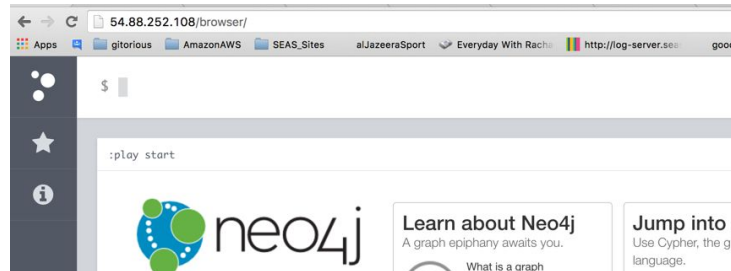 54.88.252.108/browser/
Apps gitorious AmazonAWS SEAS_Sites alJazeeraSport Everyday With Racha http://log-server.sea goo
$
:play start
neo4j
Learn about Neo4j
A graph epiphany awaits you.
What is a graph
Jump into
Use Cypher, the g
language.